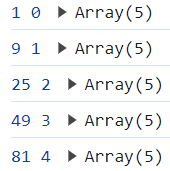 1 0 ▶ Array(5)
9 1 ▶ Array(5)
25 2 ▶ Array(5)
49 3 ▶ Array(5)
81 4 ▶ Array(5)